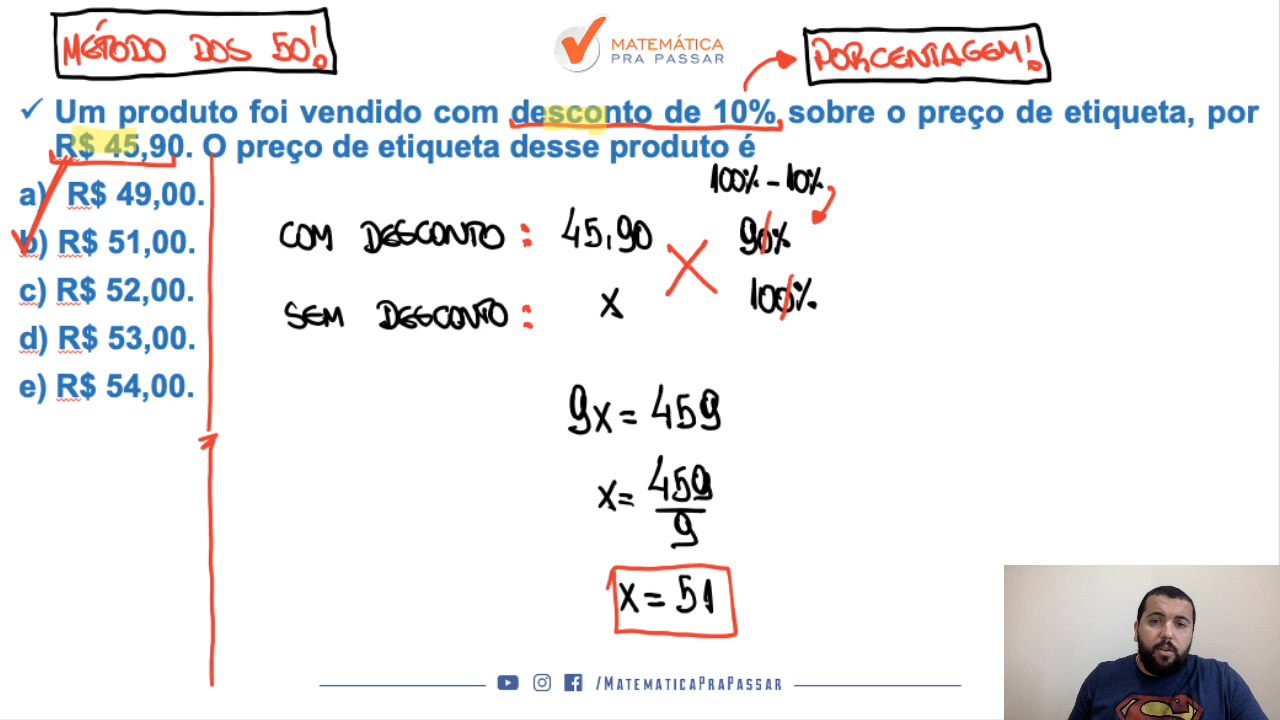 MÉTODO DOS 50!
MATEMÁTICA
PRA PASSAR
PORCENTAGEM!
✓ Um produto foi vendido com desconto de 10% sobre o preço de etiqueta, por
R$ 45,90. O preço de etiqueta desse produto é
a) R$ 49,00.
b) R$ 51,00.
c) R$ 52,00.
d) R$ 53,00.
e) R$ 54,00.
100% - 10%
COM DESCONTO: 45,90 90%
SEM DESCONTO: x 100%
9x = 459
x = 459
9
x = 51
/MATEMATICAPRAPASSAR